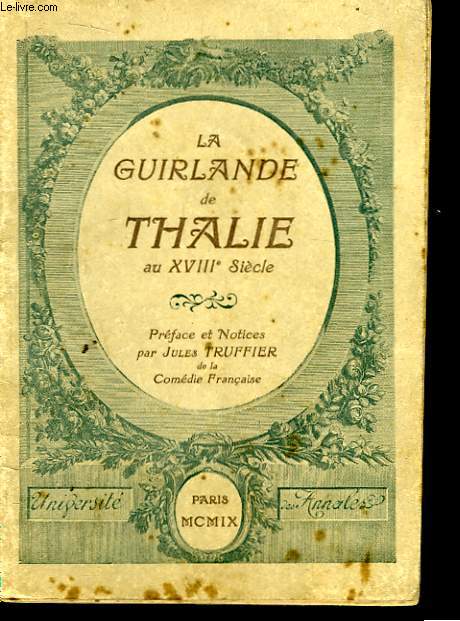 Le-livre.com
LA
GUIRLANDE
de
THALIE
au XVIIIe Siècle
Préface et Notices
par JULES TRUFFIER
de la
Comédie Française
Université
PARIS
MCMIX
des Annales